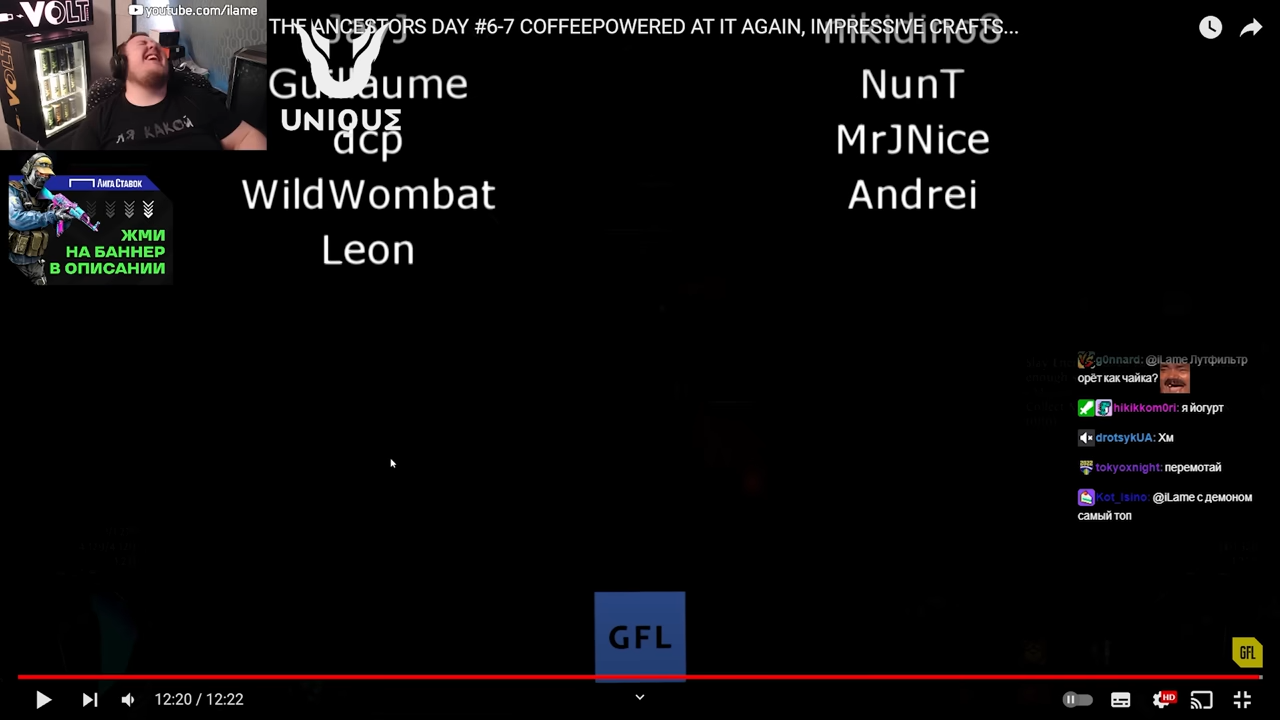 VOLT
youtube.com/ilame
THE ANCESTORS DAY #6-7 COFFEEPOWERED AT IT AGAIN, IMPRESSIVE CRAFTS...
nikidino8
Guillaume
NunT
UNIQUE
dcp
MrJNice
WildWombat
Andrei
Leon
ЛИГА СТАВОК
ЖМИ
НА БАННЕР
В ОПИСАНИИ
g0nnard: @iLame Лутфильтр
орёт как чайка?
hikikkom0ri: я йогурт
drotsykUA: Хм
tokyoxnight: перемотай
Kot_Isino: @iLame с демоном
самый топ
GFL
GFL
12:20 / 12:22
HD